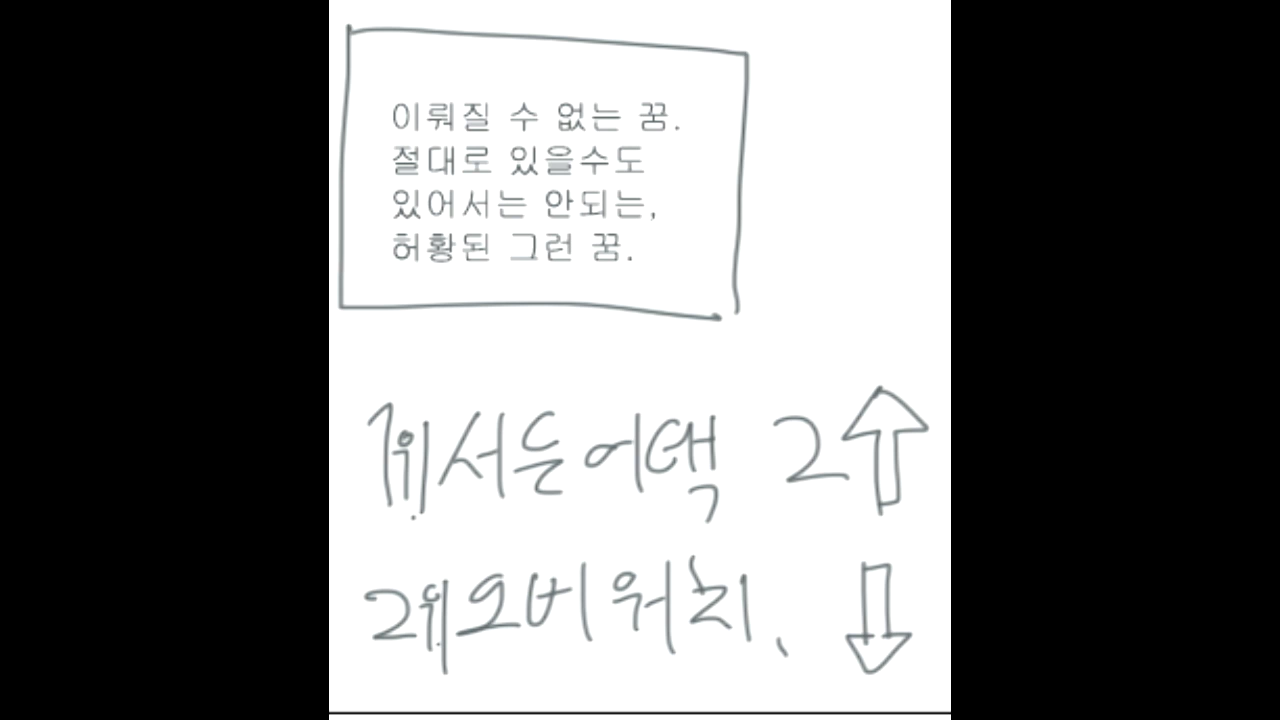 이뤄질 수 없는 꿈.
절대로 있을수도
있어서는 안되는,
허황된 그런 꿈.
1위 서든어택 2
2위 오버워치